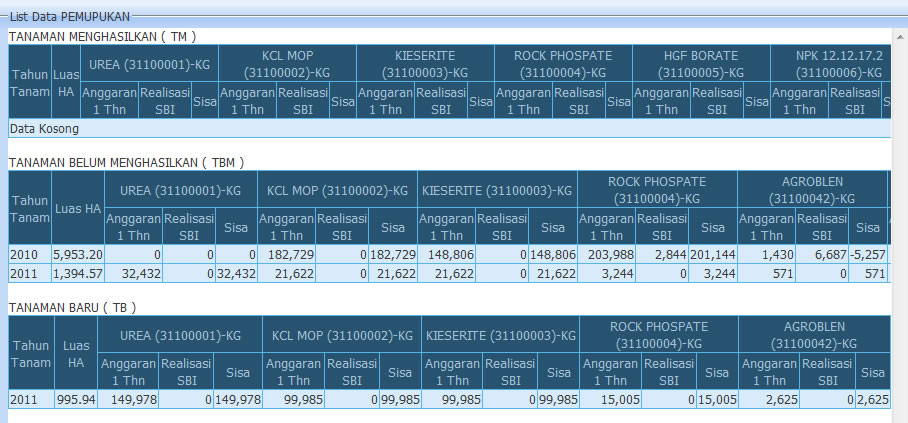 List Data PEMUPUKAN
TANAMAN MENGHASILKAN ( TM )
Tahun Tanam Luas HA UREA (31100001)-KG KCL MOP (31100002)-KG KIESERITE (31100003)-KG ROCK PHOSPATE (31100004)-KG HGF BORATE (31100005)-KG NPK 12.12.17.2 (31100006)-KG
Anggaran 1 Thn Realisasi SBI Sisa Anggaran 1 Thn Realisasi SBI Sisa Anggaran 1 Thn Realisasi SBI Sisa Anggaran 1 Thn Realisasi SBI Sisa Anggaran 1 Thn Realisasi SBI Sisa Anggaran 1 Thn Realisasi SBI S
Data Kosong
TANAMAN BELUM MENGHASILKAN ( TBM )
Tahun Tanam Luas HA UREA (31100001)-KG KCL MOP (31100002)-KG KIESERITE (31100003)-KG ROCK PHOSPATE (31100004)-KG AGROBLEN (31100042)-KG
Anggaran 1 Thn Realisasi SBI Sisa Anggaran 1 Thn Realisasi SBI Sisa Anggaran 1 Thn Realisasi SBI Sisa Anggaran 1 Thn Realisasi SBI Sisa Anggaran 1 Thn Realisasi SBI Sisa
2010 5,953.20 0 0 0 182,729 0 182,729 148,806 0 148,806 203,988 2,844 201,144 1,430 6,687 -5,257
2011 1,394.57 32,432 0 32,432 21,622 0 21,622 21,622 0 21,622 3,244 0 3,244 571 0 571
TANAMAN BARU ( TB )
Tahun Tanam Luas HA UREA (31100001)-KG KCL MOP (31100002)-KG KIESERITE (31100003)-KG ROCK PHOSPATE (31100004)-KG AGROBLEN (31100042)-KG
Anggaran 1 Thn Realisasi SBI Sisa Anggaran 1 Thn Realisasi SBI Sisa Anggaran 1 Thn Realisasi SBI Sisa Anggaran 1 Thn Realisasi SBI Sisa Anggaran 1 Thn Realisasi SBI Sisa
2011 995.94 149,978 0 149,978 99,985 0 99,985 99,985 0 99,985 15,005 0 15,005 2,625 0 2,625